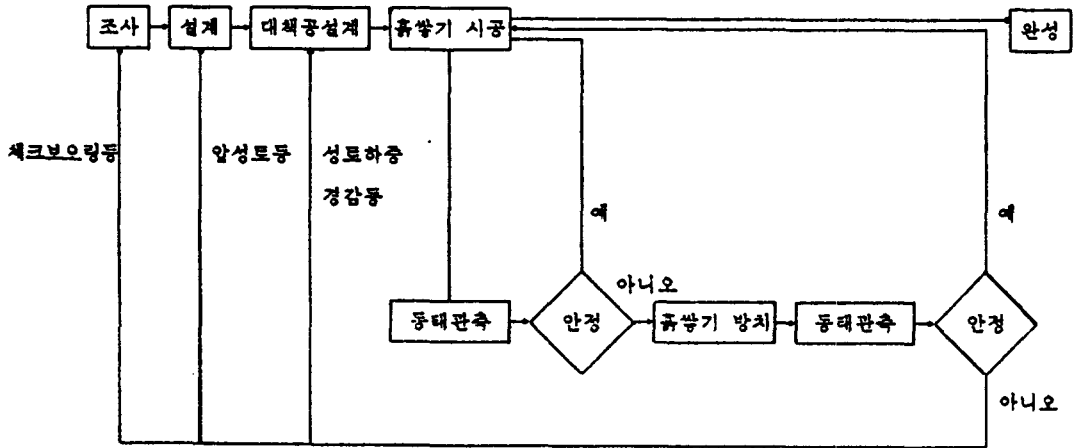 조사
설계
대책공설계
흙쌓기 시공
완성
체크보오링등
압성토등
성토하중
경감등
예
예
아니오
동태관측
안정
흙쌓기 방치
동태관측
안정
아니오